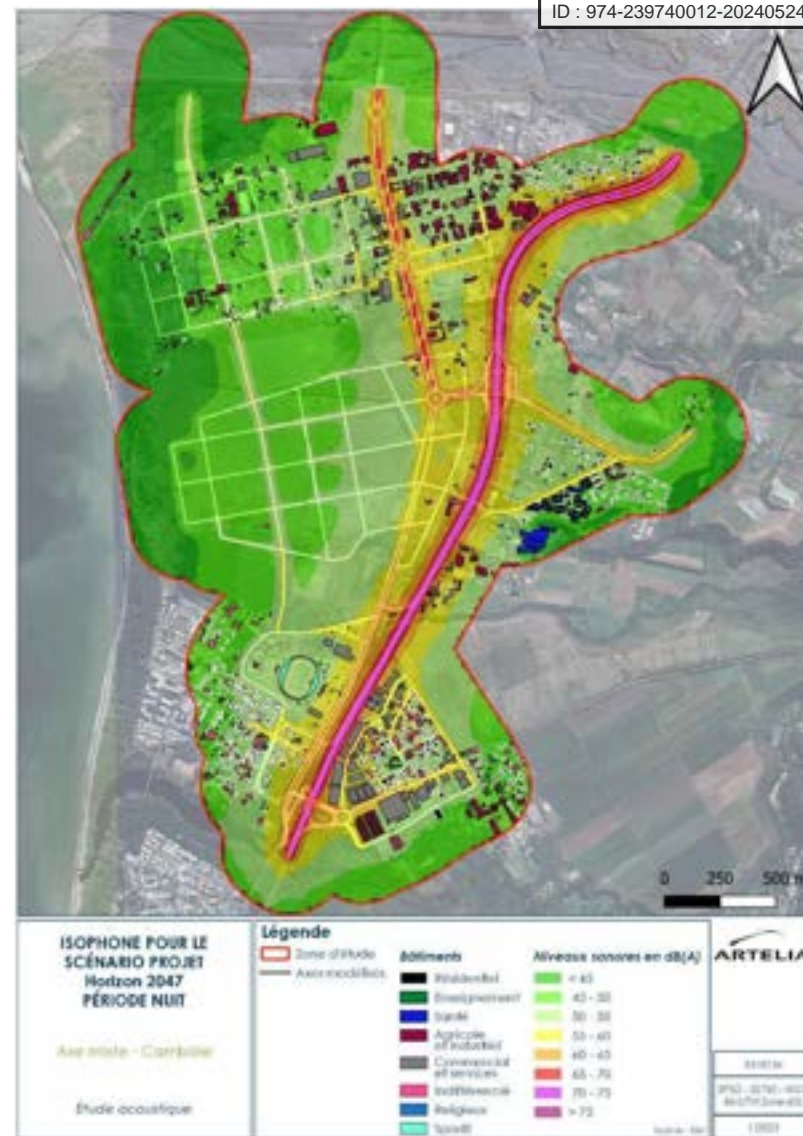 ID : 974-239740012-20240524
0 250 500 m
ISOPHONE POUR LE
SCÉNARIO PROJET
Horizon 2047
PÉRIODE NUIT
Axe mixte - Cambaie
Étude acoustique
Légende
Zone d'étude
Axes modélisés
Bâtiments
Résidentiel
Enseignement
Santé
Agricole
et industriel
Commercial
et services
Indifférencié
Religieux
Sportif
Niveaux sonores en dB(A)
< 45
45 - 50
50 - 55
55 - 60
60 - 65
65 - 70
70 - 75
> 75
ARTELIA